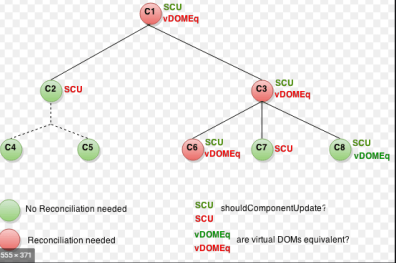 C1 SCU
vDOMEq
C2 SCU
C3 SCU
vDOMEq
C4
C5
C6 SCU
vDOMEq
C7 SCU
C8 SCU
vDOMEq
No Reconciliation needed
SCU shouldComponentUpdate?
SCU
Reconciliation needed
vDOMEq are virtual DOMs equivalent?
vDOMEq
555 × 371